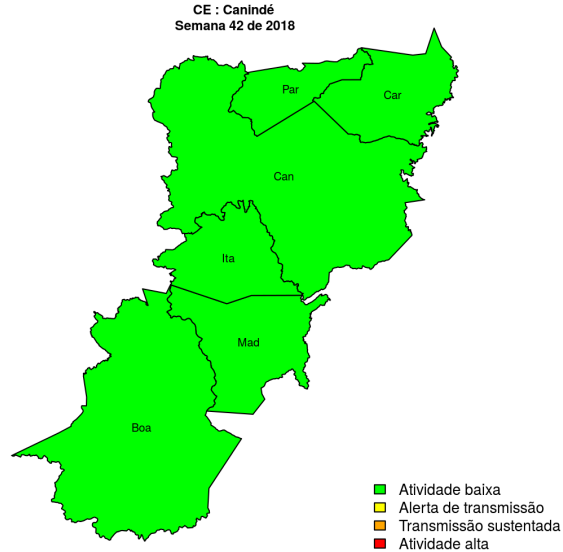 CE : Canindé
Semana 42 de 2018
Par
Car
Can
Ita
Mad
Boa
Atividade baixa
Alerta de transmissão
Transmissão sustentada
Atividade alta